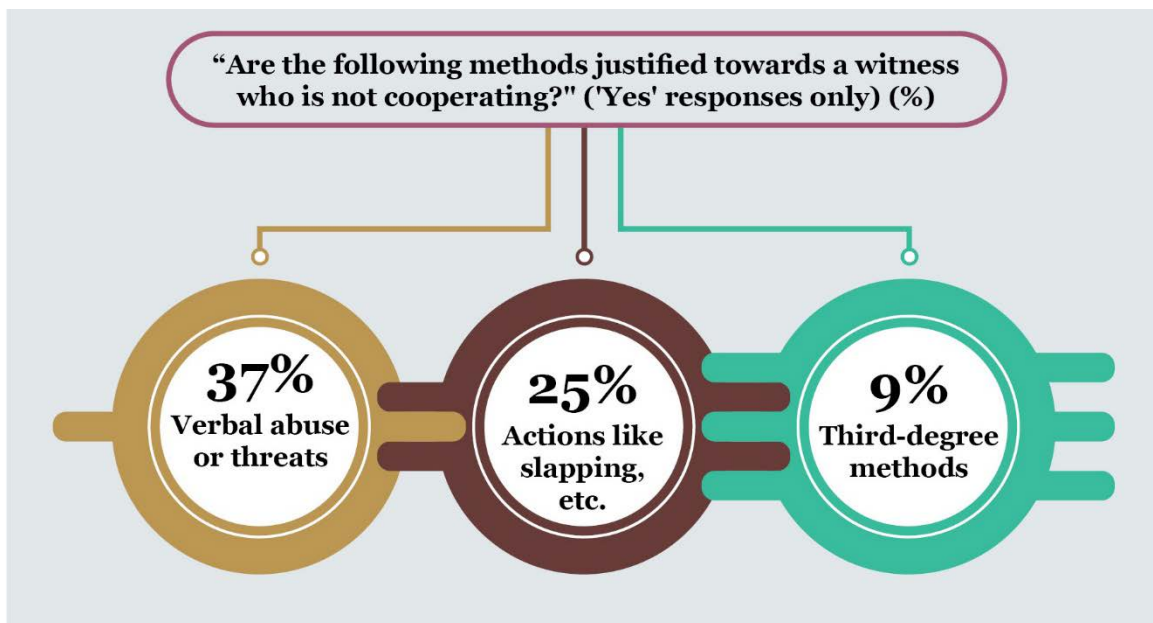 “Are the following methods justified towards a witness
who is not cooperating?" ('Yes' responses only) (%)
37%
Verbal abuse
or threats
25%
Actions like
slapping,
etc.
9%
Third-degree
methods